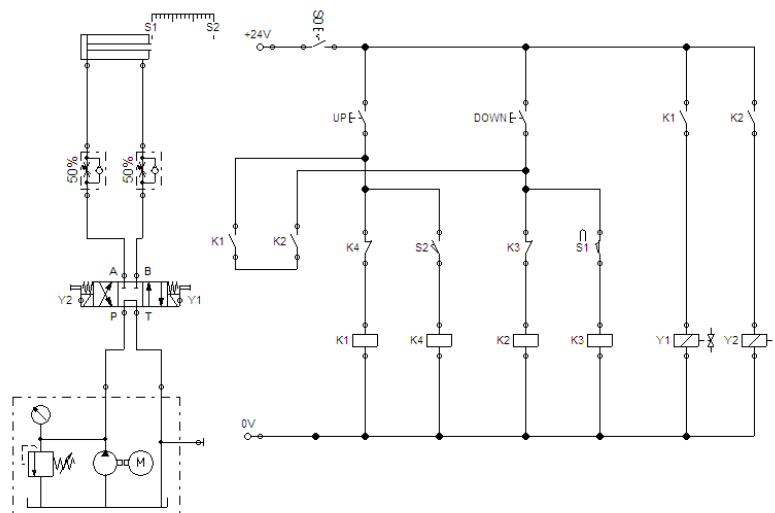 S1 S2
+24V
S0
UP
DOWN
K1
K2
50%
50%
K1
K2
K4
S2
K3
S1
A B
Y2
Y1
P T
K1
K4
K2
K3
Y1
Y2
0V
M